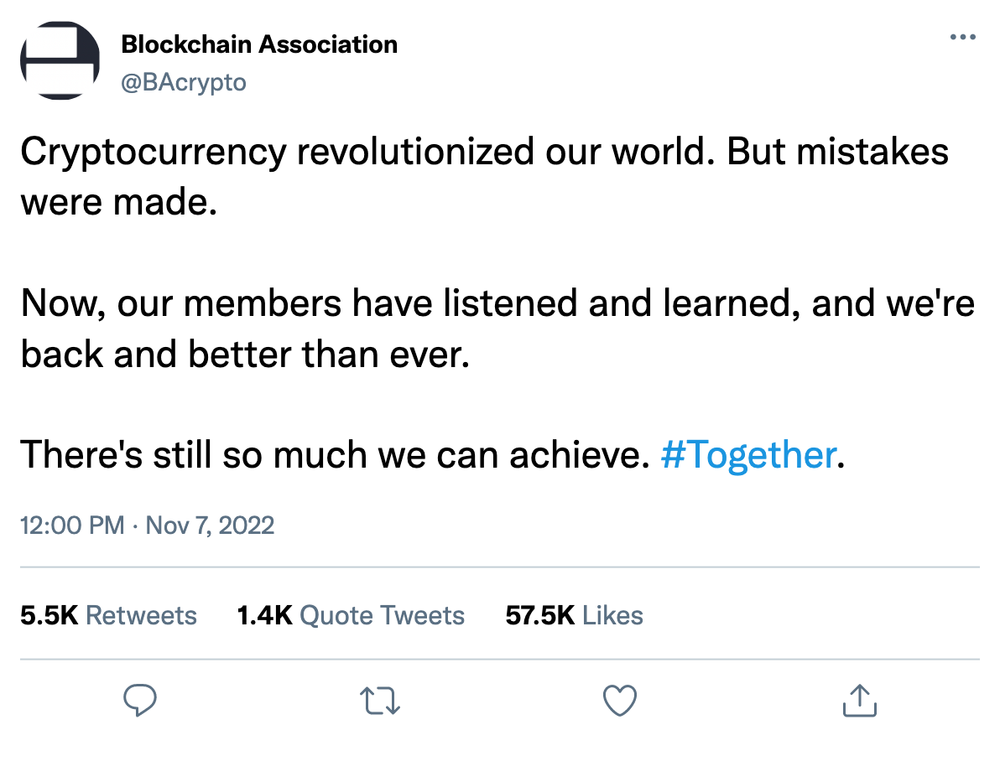 Blockchain Association
@BAcrypto
Cryptocurrency revolutionized our world. But mistakes
were made.
Now, our members have listened and learned, and we're
back and better than ever.
There's still so much we can achieve. #Together.
12:00 PM · Nov 7, 2022
5.5K Retweets 1.4K Quote Tweets 57.5K Likes